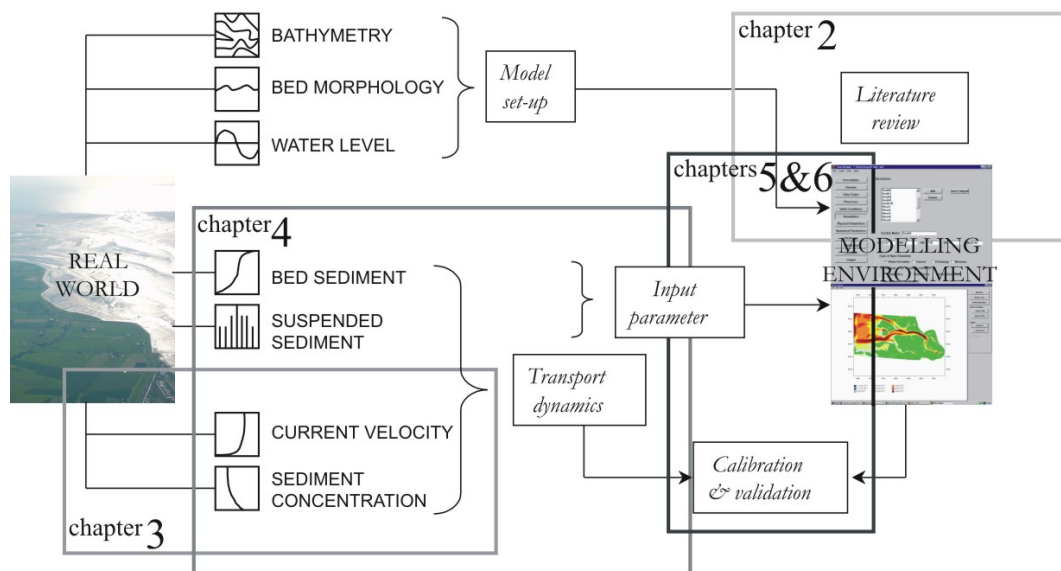 chapter 2
BATHYMETRY
BED MORPHOLOGY
WATER LEVEL
Model
set-up
Literature
review
chapters 5&6
chapter 4
REAL
WORLD
BED SEDIMENT
SUSPENDED
SEDIMENT
Input
parameter
MODELLING
ENVIRONMENT
Transport
dynamics
CURRENT VELOCITY
SEDIMENT
CONCENTRATION
Calibration
& validation
chapter 3